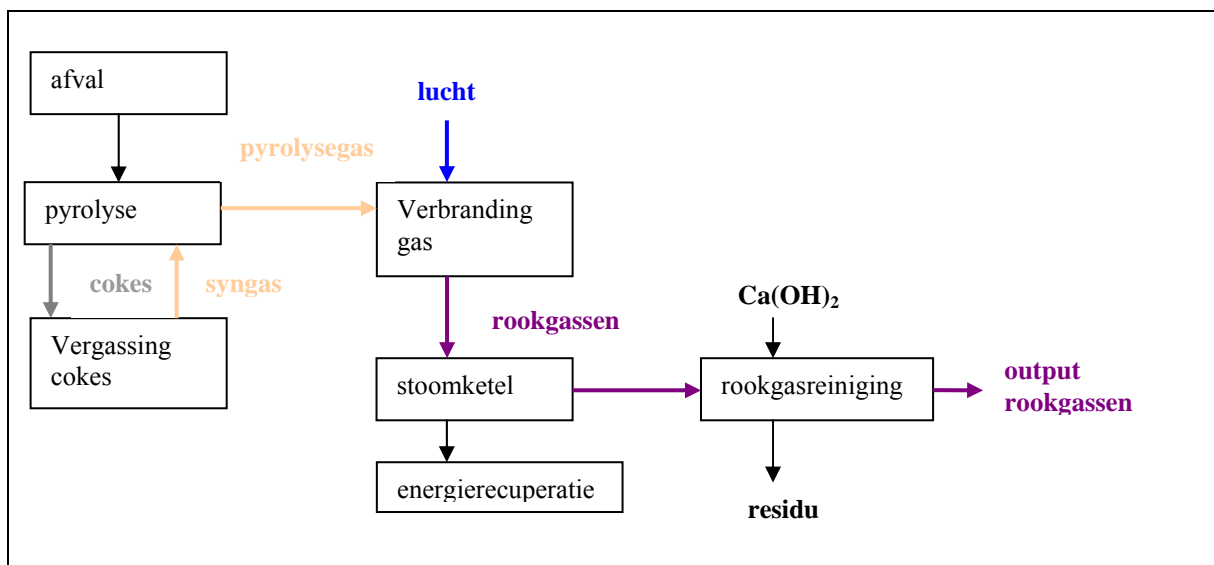 afval
lucht
pyrolysegas
pyrolyse
Verbranding
gas
cokes
syngas
Vergassing
cokes
rookgassen
Ca(OH)₂
stoomketel
rookgasreiniging
output
rookgassen
energierecuperatie
residu